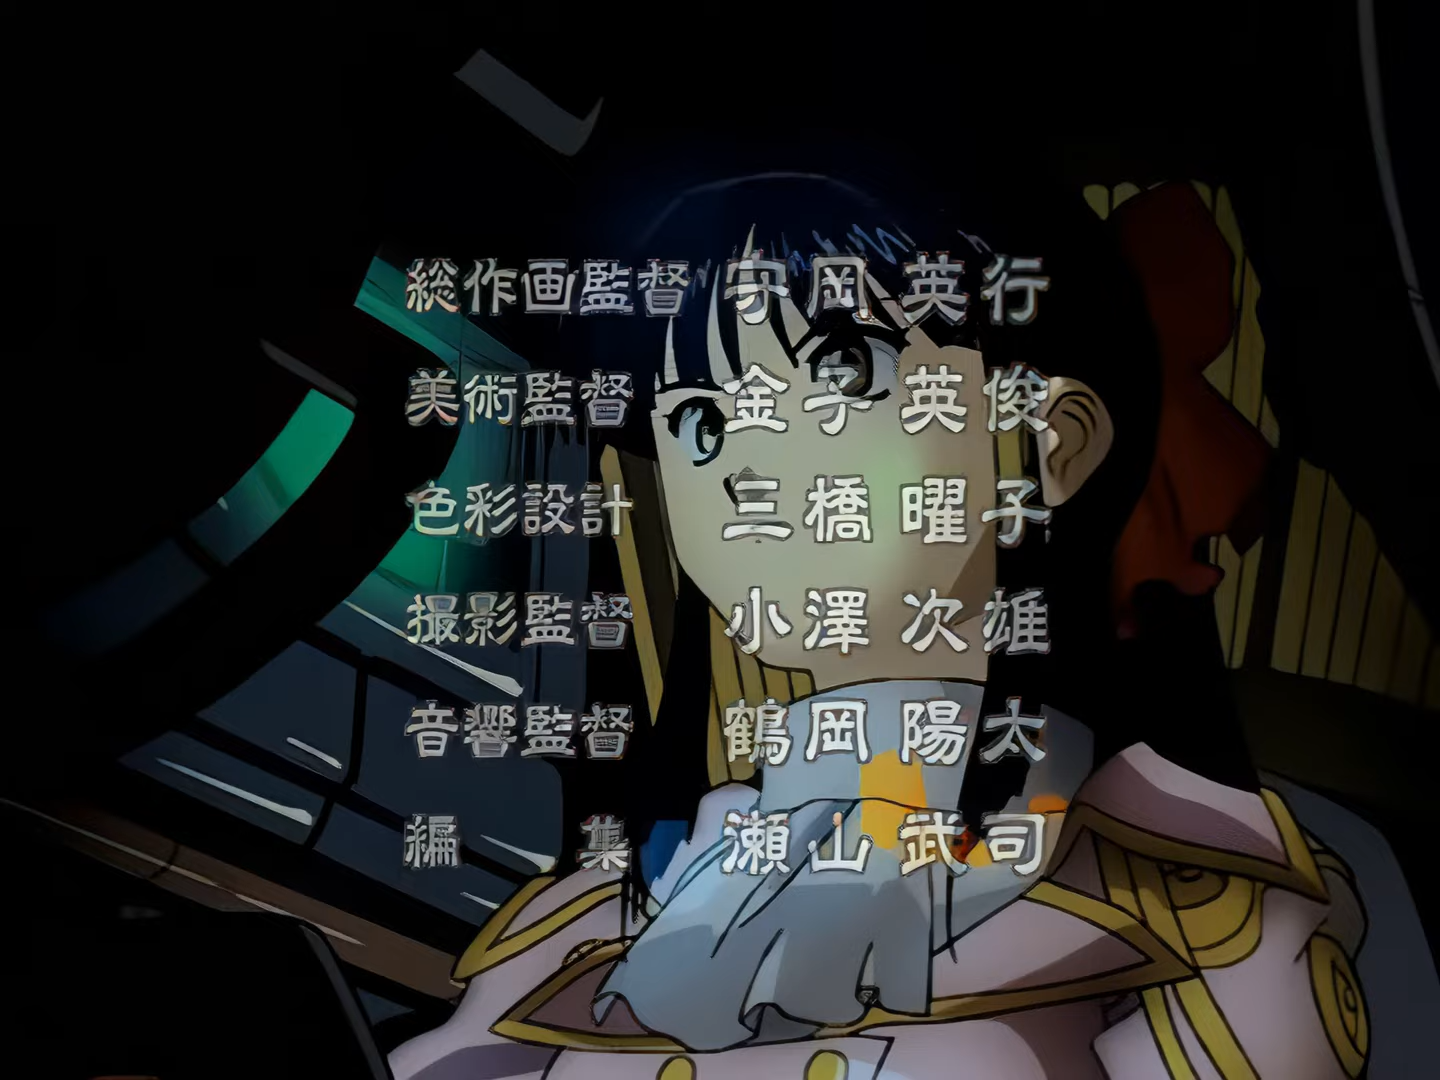 総作画監督 守岡英行
美術監督 金子英俊
色彩設計 三橋曜子
撮影監督 小澤次雄
音響監督 鶴岡陽太
編集 瀬山武司